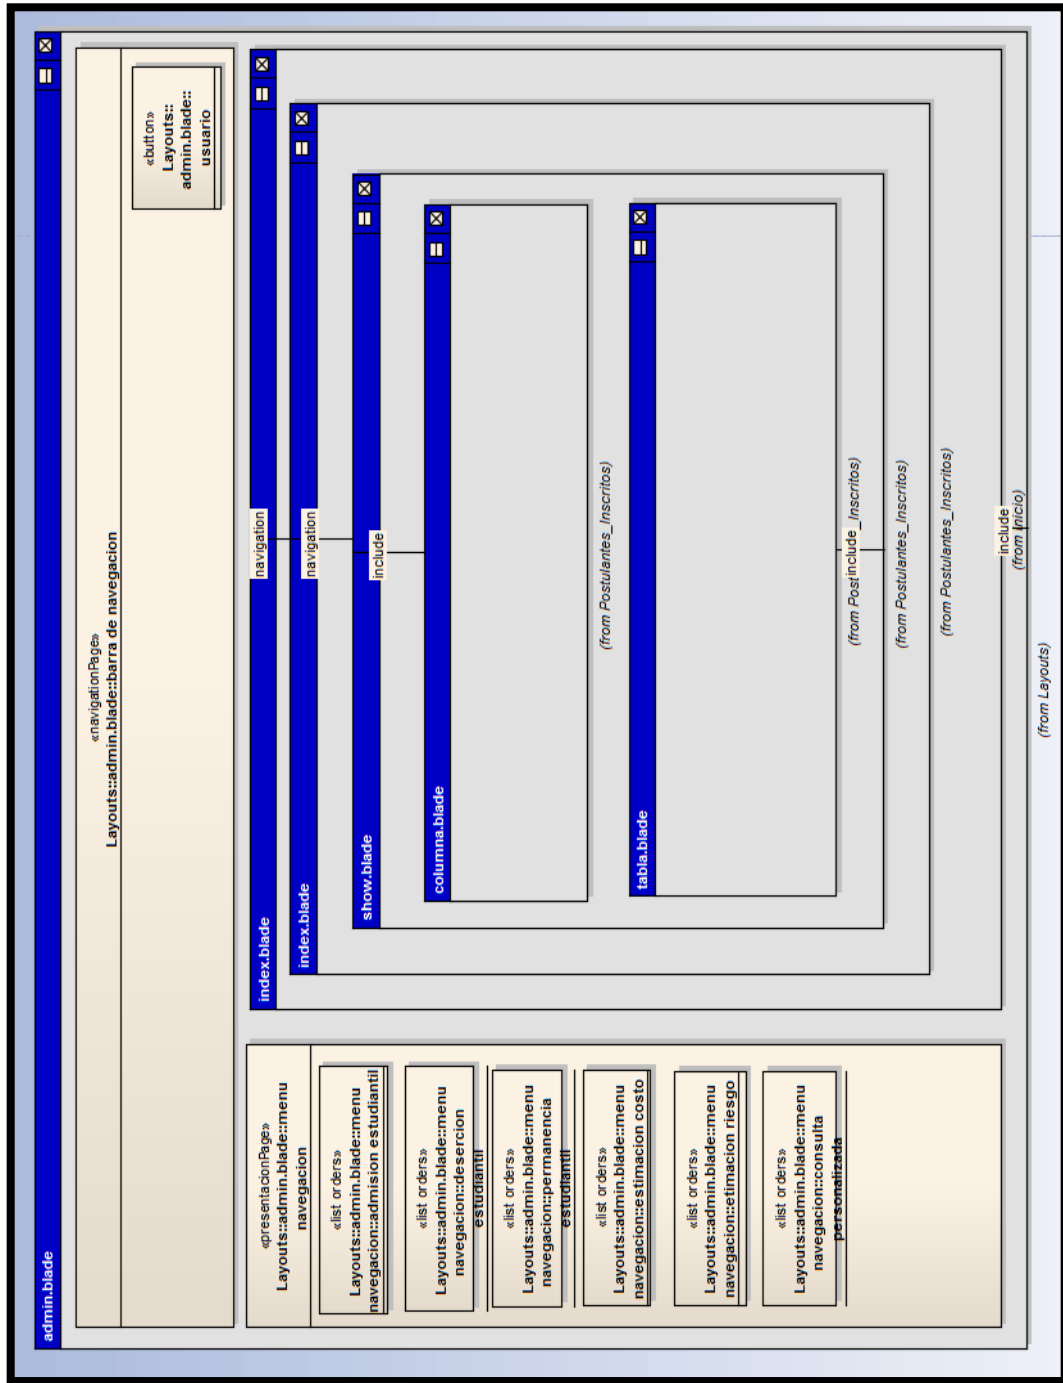 admin.blade
«navigationPage»
Layouts::admin.blade::barra de navegacion
«button»
Layouts::
admin.blade::
usuario
«presentacionPage»
Layouts::admin.blade::menu
navegacion
«list orders»
Layouts::admin.blade::menu
navegacion::admision estudiantil
«list orders»
Layouts::admin.blade::menu
navegacion::desercion
estudiantil
«list orders»
Layouts::admin.blade::menu
navegacion::permanencia
estudiantil
«list orders»
Layouts::admin.blade::menu
navegacion::estimacion costo
«list orders»
Layouts::admin.blade::menu
navegacion::etimacion riesgo
«list orders»
Layouts::admin.blade::menu
navegacion::consulta
personalizada
index.blade
navigation
index.blade
navigation
show.blade
include
columna.blade
(from Postulantes_Inscritos)
tabla.blade
(from Post
include
_Inscritos)
(from Postulantes_Inscritos)
(from Postulantes_Inscritos)
include
(from Inicio)
(from Layouts)